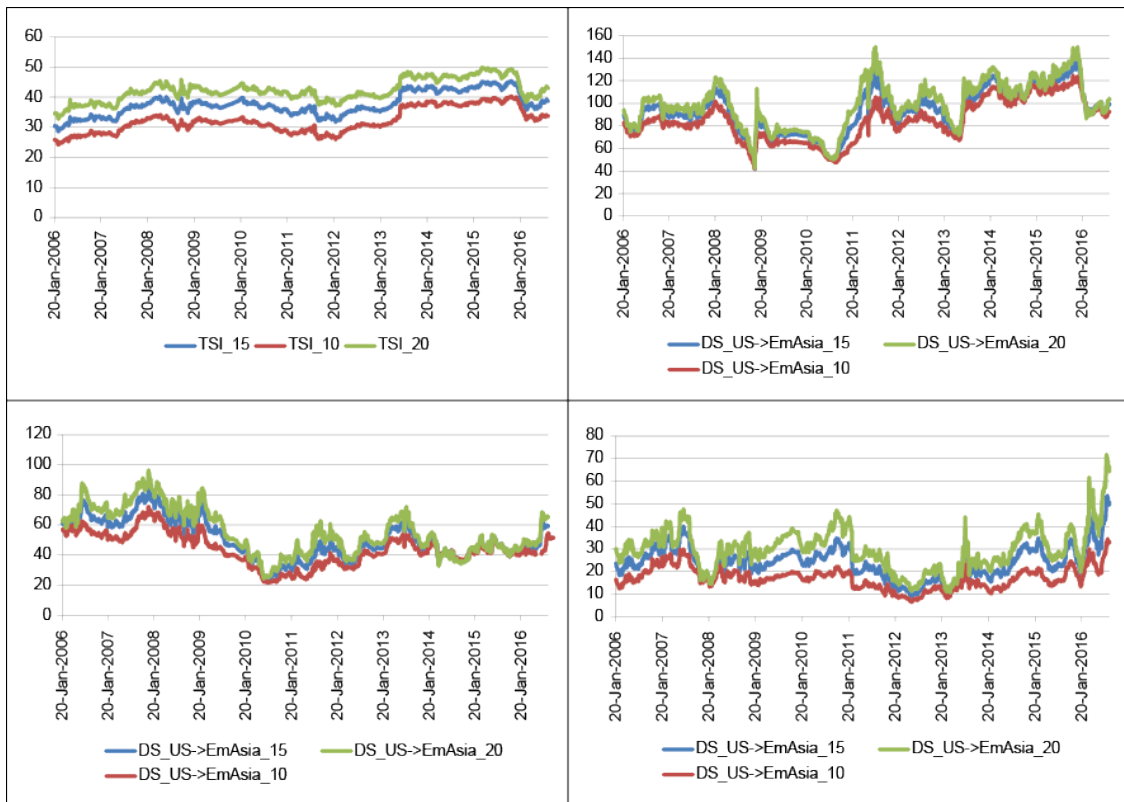 60
50
40
30
20
10
0
20-Jan-2006
20-Jan-2007
20-Jan-2008
20-Jan-2009
20-Jan-2010
20-Jan-2011
20-Jan-2012
20-Jan-2013
20-Jan-2014
20-Jan-2015
20-Jan-2016
TSI_15 TSI_10 TSI_20
160
140
120
100
80
60
40
20
0
20-Jan-2006
20-Jan-2007
20-Jan-2008
20-Jan-2009
20-Jan-2010
20-Jan-2011
20-Jan-2012
20-Jan-2013
20-Jan-2014
20-Jan-2015
20-Jan-2016
DS_US->EmAsia_15 DS_US->EmAsia_20
DS_US->EmAsia_10
120
100
80
60
40
20
0
20-Jan-2006
20-Jan-2007
20-Jan-2008
20-Jan-2009
20-Jan-2010
20-Jan-2011
20-Jan-2012
20-Jan-2013
20-Jan-2014
20-Jan-2015
20-Jan-2016
DS_US->EmAsia_15 DS_US->EmAsia_20
DS_US->EmAsia_10
80
70
60
50
40
30
20
10
0
20-Jan-2006
20-Jan-2007
20-Jan-2008
20-Jan-2009
20-Jan-2010
20-Jan-2011
20-Jan-2012
20-Jan-2013
20-Jan-2014
20-Jan-2015
20-Jan-2016
DS_US->EmAsia_15 DS_US->EmAsia_20
DS_US->EmAsia_10